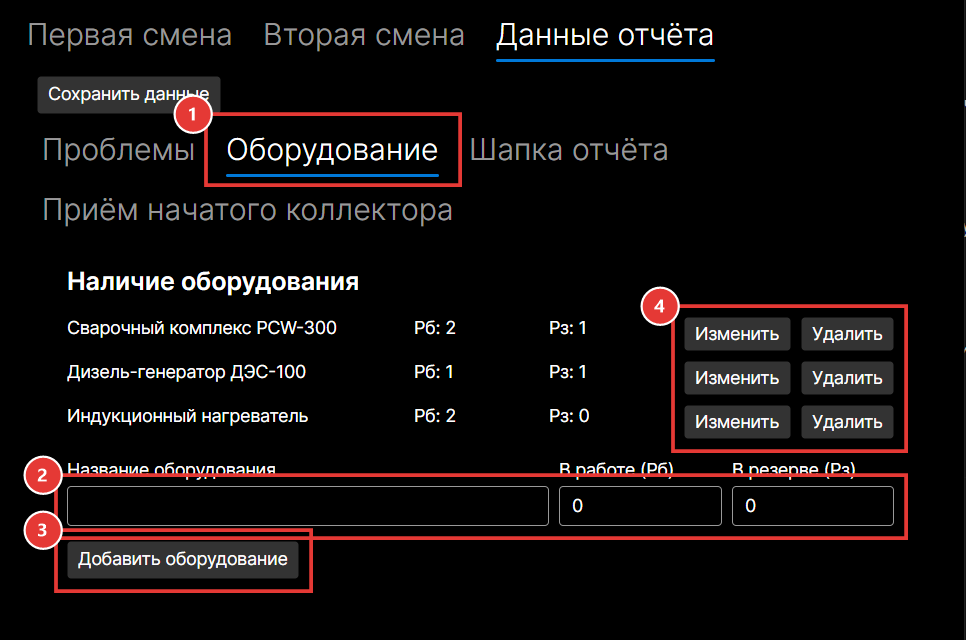 Первая смена Вторая смена Данные отчёта
Сохранить данные
1
Проблемы Оборудование Шапка отчёта
Приём начатого коллектора
Наличие оборудования
4
Сварочный комплекс PCW-300 Рб: 2 Рз: 1 Изменить Удалить
Дизель-генератор ДЭС-100 Рб: 1 Рз: 1 Изменить Удалить
Индукционный нагреватель Рб: 2 Рз: 0 Изменить Удалить
2 Название оборудования В работе (Рб) В резерве (Рз)
0 0
3
Добавить оборудование